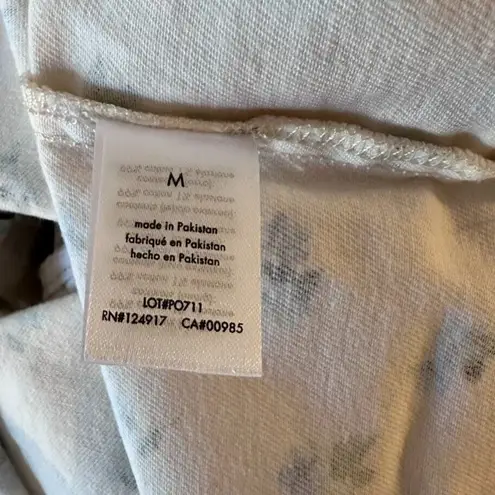 M
made in Pakistan
fabriqué en Pakistan
hecho en Pakistan
LOT#PO711
RN#124917 CA#00985